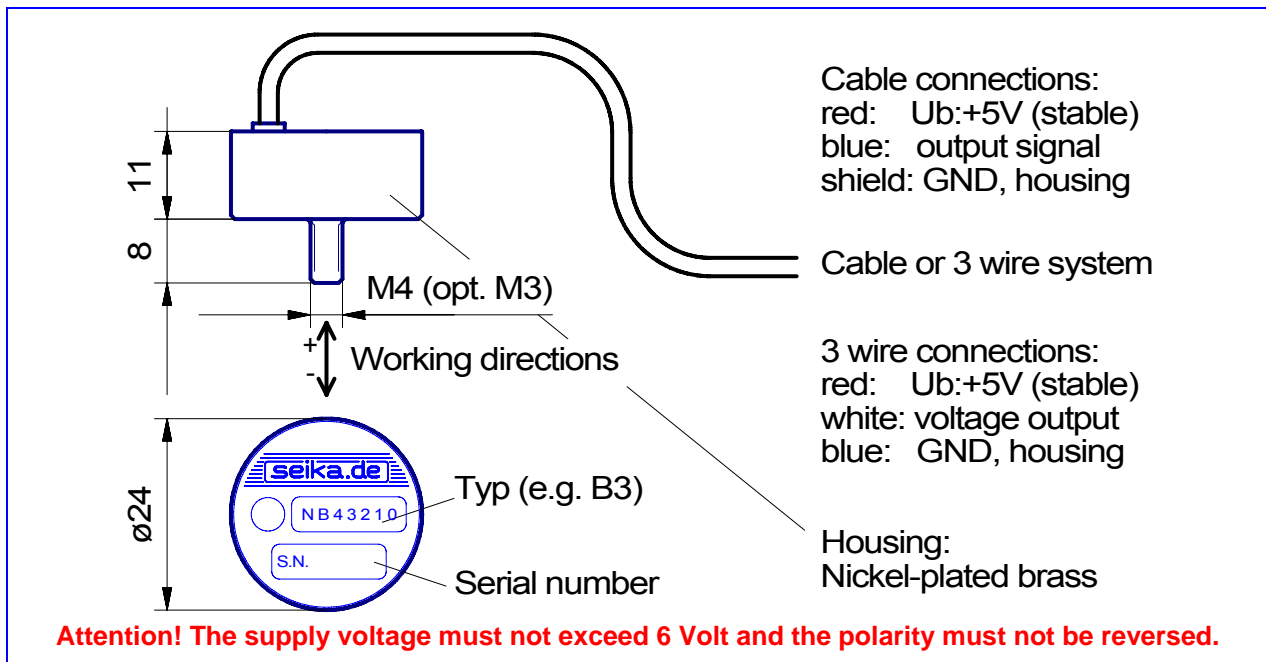 Cable connections:
red: Ub:+5V (stable)
blue: output signal
shield: GND, housing
11
8
Cable or 3 wire system
M4 (opt. M3)
+
-
Working directions
3 wire connections:
red: Ub:+5V (stable)
white: voltage output
blue: GND, housing
seika.de
Typ (e.g. B3)
NB43210
ø24
S.N.
Serial number
Housing:
Nickel-plated brass
Attention! The supply voltage must not exceed 6 Volt and the polarity must not be reversed.